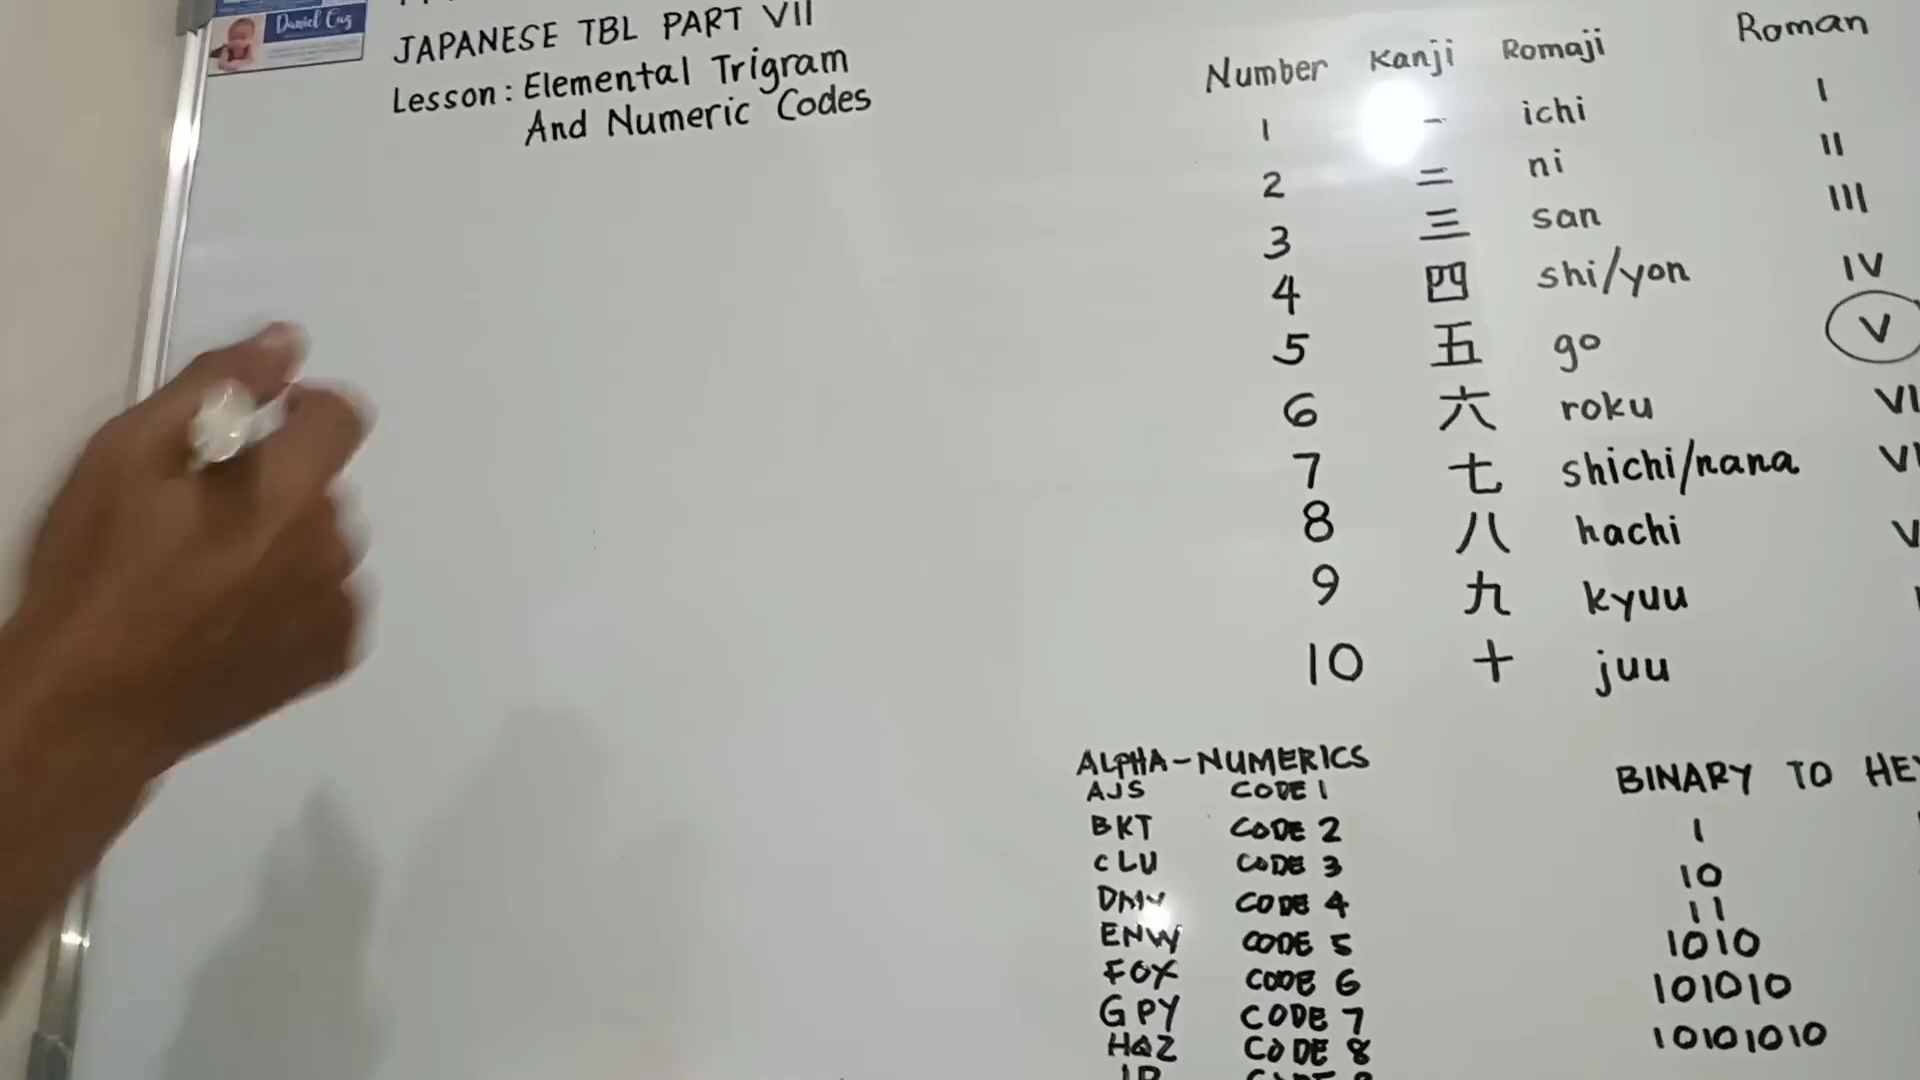 Daniel Caz
JAPANESE TBL PART VII
Lesson: Elemental Trigram
And Numeric Codes
Number Kanji Romaji Roman
1 一 ichi I
2 二 ni II
3 三 san III
4 四 shi/yon IV
5 五 go V
6 六 roku VI
7 七 shichi/nana
8 八 hachi
9 九 kyuu
10 十 juu
ALPHA-NUMERICS
AJS CODE 1
BKT CODE 2
CLU CODE 3
DMV CODE 4
ENW CODE 5
FOX CODE 6
GPY CODE 7
HQZ CODE 8
BINARY TO
1
10
11
1010
101010
10101010